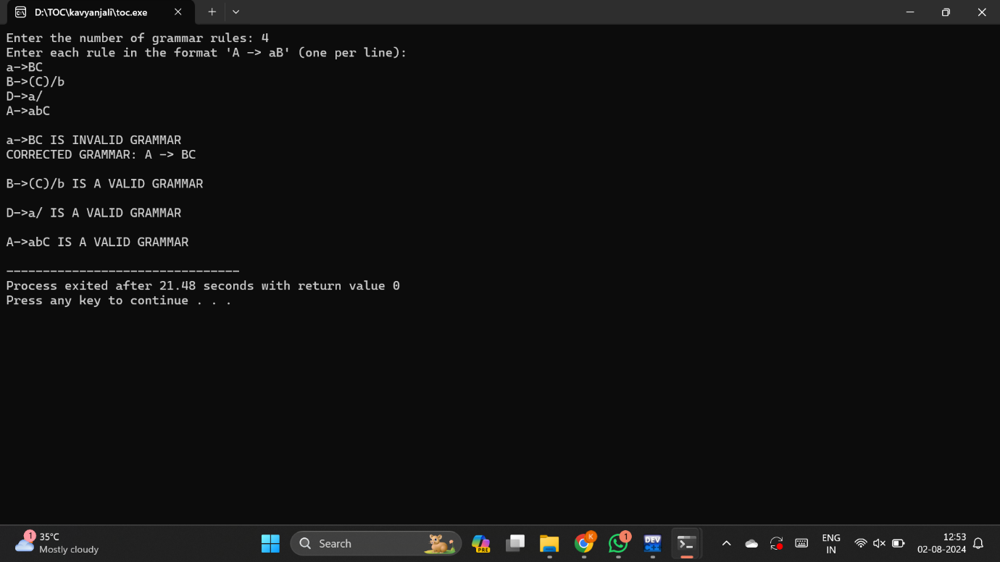 D:\TOC\kavyanjali\toc.exe
Enter the number of grammar rules: 4
Enter each rule in the format 'A -> aB' (one per line):
a->BC
B->(C)/b
D->a/
A->abC
a->BC IS INVALID GRAMMAR
CORRECTED GRAMMAR: A -> BC
B->(C)/b IS A VALID GRAMMAR
D->a/ IS A VALID GRAMMAR
A->abC IS A VALID GRAMMAR
--------------------------------
Process exited after 21.48 seconds with return value 0
Press any key to continue . . .
1
35°C
Mostly cloudy
Search
PRE
K
1
DEV
ENG
IN
12:53
02-08-2024